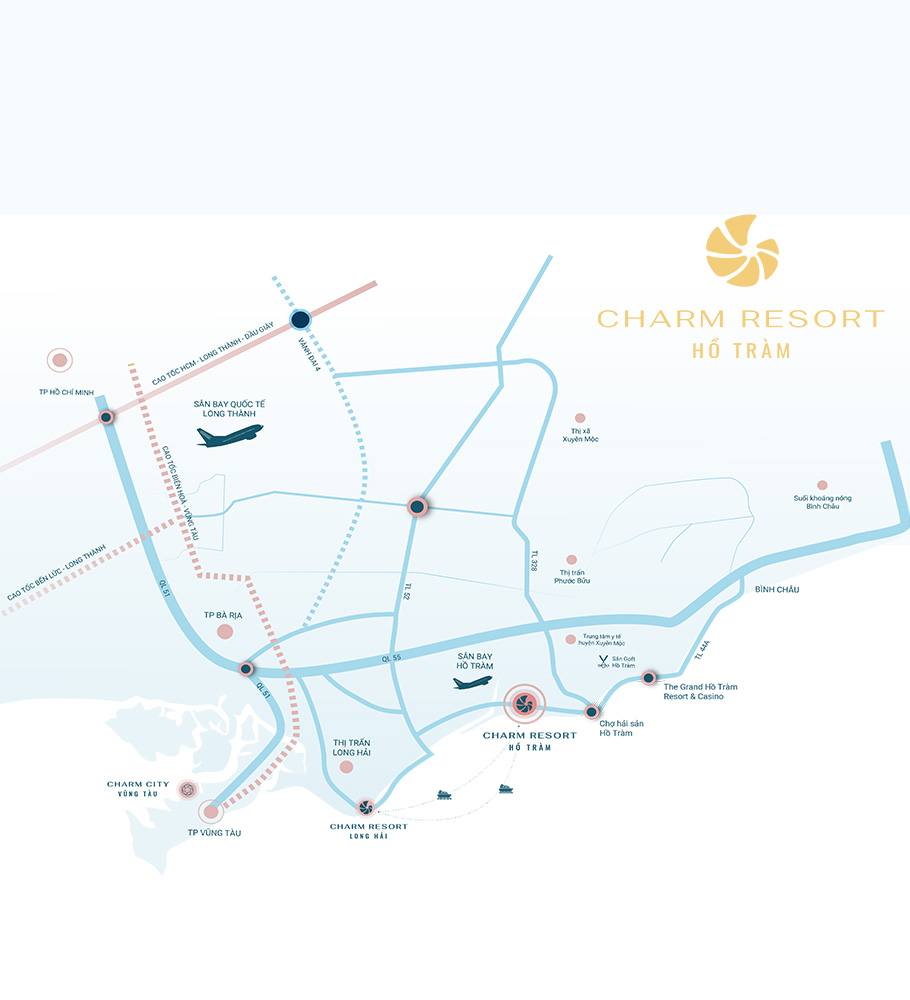 CHARM RESORT
HỒ TRÀM
CAO TỐC HCM - LONG THÀNH - DẦU GIÂY
VÀNH ĐAI 4
TP HỒ CHÍ MINH
SÂN BAY QUỐC TẾ
LONG THÀNH
Thị xã
Xuyên Mộc
CAO TỐC BIÊN HOÀ - VŨNG TÀU
Suối khoáng nóng
Bình Châu
CAO TỐC BẾN LỨC - LONG THÀNH
TL 328
Thị trấn
Phước Bửu
QL 51
TL 52
BÌNH CHÂU
TP BÀ RỊA
Trung tâm y tế
huyện Xuyên Mộc
TL 44A
QL 55
SÂN BAY
HỒ TRÀM
Sân Golf
Hồ Tràm
QL 51
The Grand Hồ Tràm
Resort & Casino
Chợ hải sản
Hồ Tràm
CHARM RESORT
HỒ TRÀM
THỊ TRẤN
LONG HẢI
CHARM CITY
VŨNG TÀU
TP VŨNG TÀU
CHARM RESORT
LONG HẢI